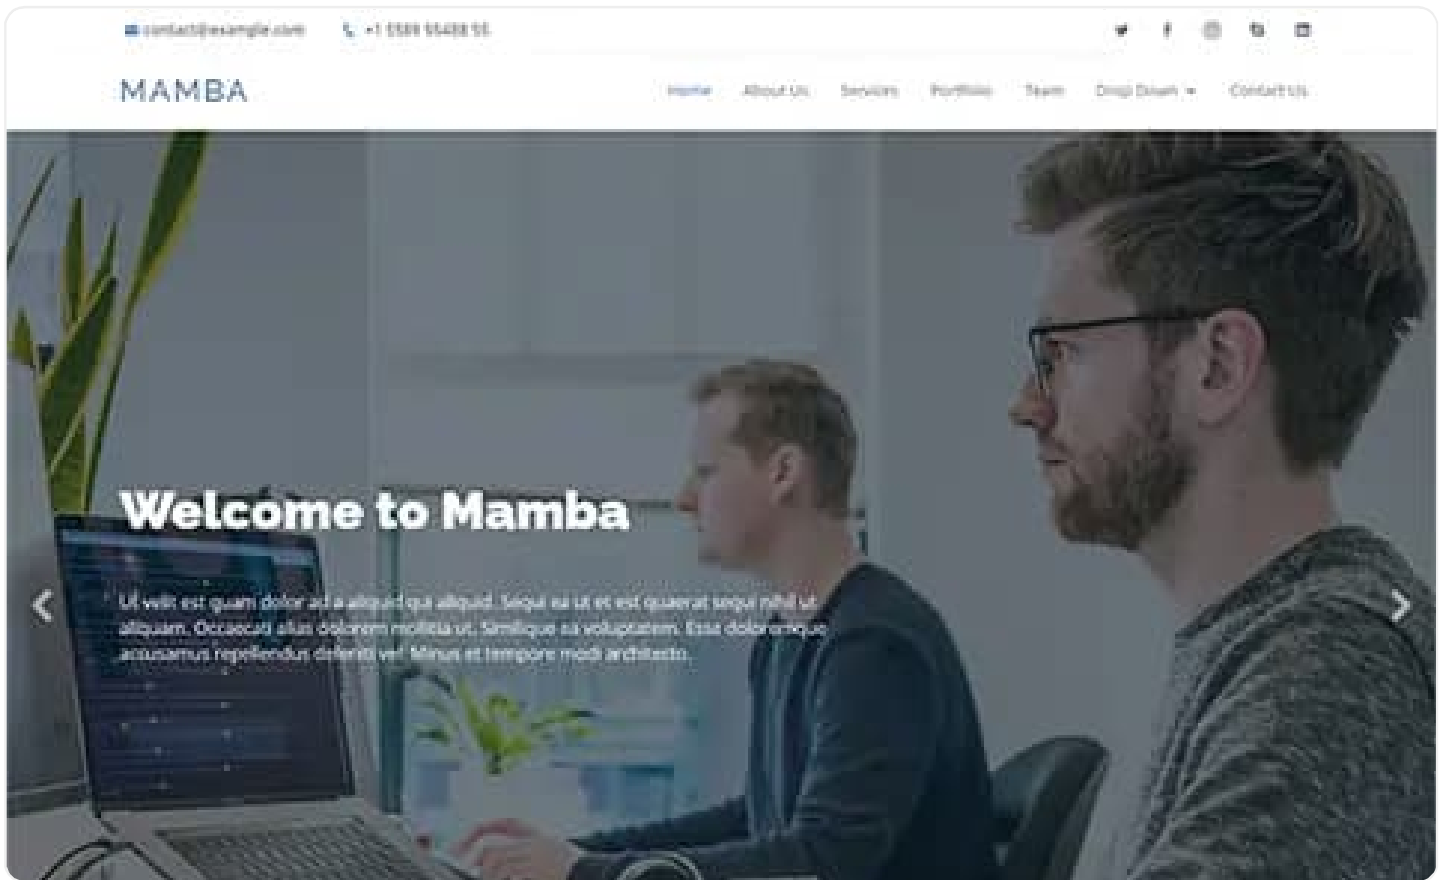 contact@example.com
+1 5589 55488 55
MAMBA
Home
About Us
Services
Portfolio
Team
Drop Down
Contact Us
Welcome to Mamba
Ut velit est quam dolor ad a aliquid qui aliquid. Sequi ea ut et est quaerat sequi nihil ut
aliquam. Occaecati alias dolorem mollitia ut. Similique ea voluptatem. Esse doloremque
accusamus repellendus deleniti vel. Minus et tempore modi architecto.